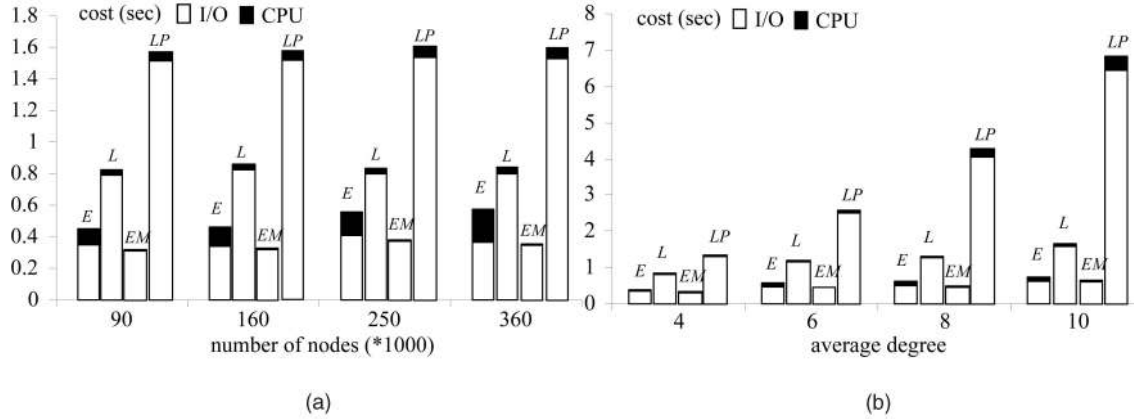 cost (sec) I/O CPU
1.8
1.6
1.4
1.2
1
0.8
0.6
0.4
0.2
0
E L EM LP
E L EM LP
E L EM LP
E L EM LP
90 160 250 360
number of nodes (*1000)
(a)
cost (sec) I/O CPU
8
7
6
5
4
3
2
1
0
E L EM LP
E L EM LP
E L EM LP
E L EM LP
4 6 8 10
average degree
(b)